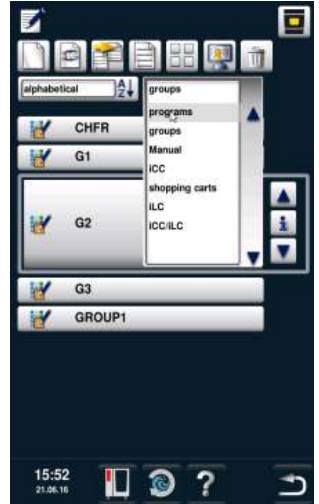 alphabetical
A
Z
groups
programs
groups
Manual
iCC
shopping carts
iLC
iCC/iLC
CHFR
G1
G2
i
G3
GROUP1
15:52
21.06.16
?